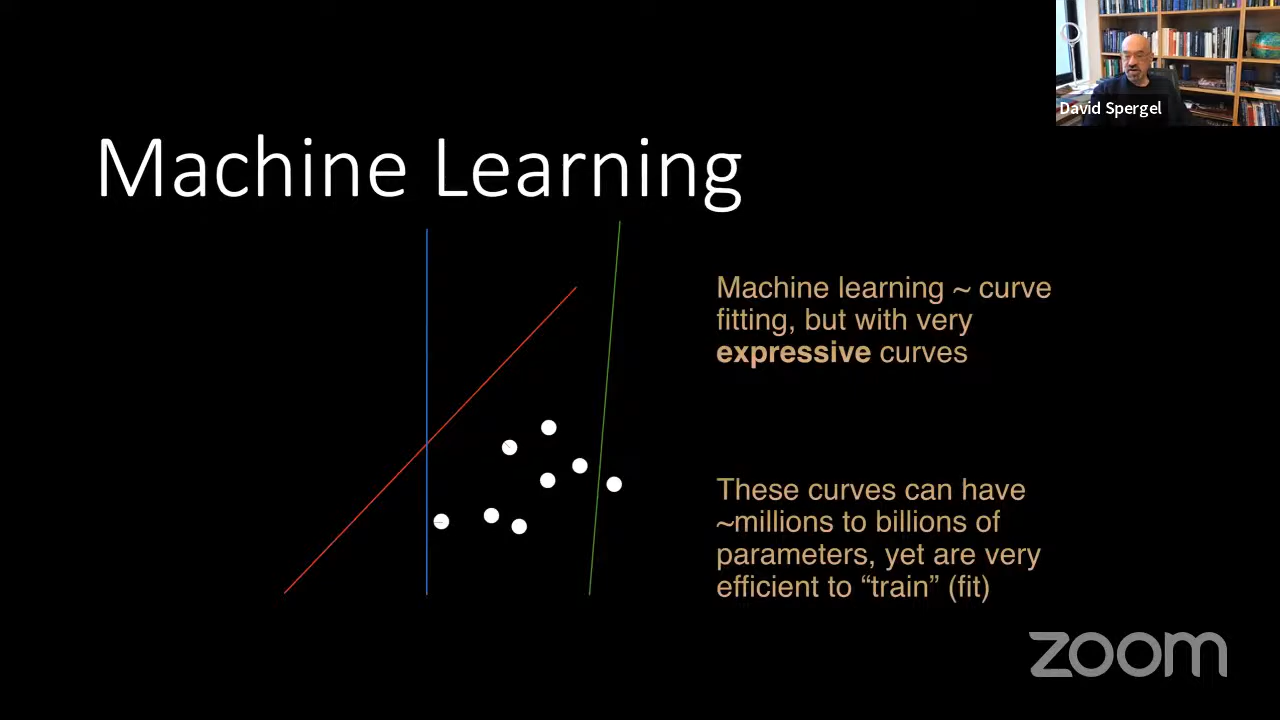 David Spergel
Machine Learning
Machine learning ~ curve
fitting, but with very
expressive curves
These curves can have
~millions to billions of
parameters, yet are very
efficient to “train” (fit)
zoom